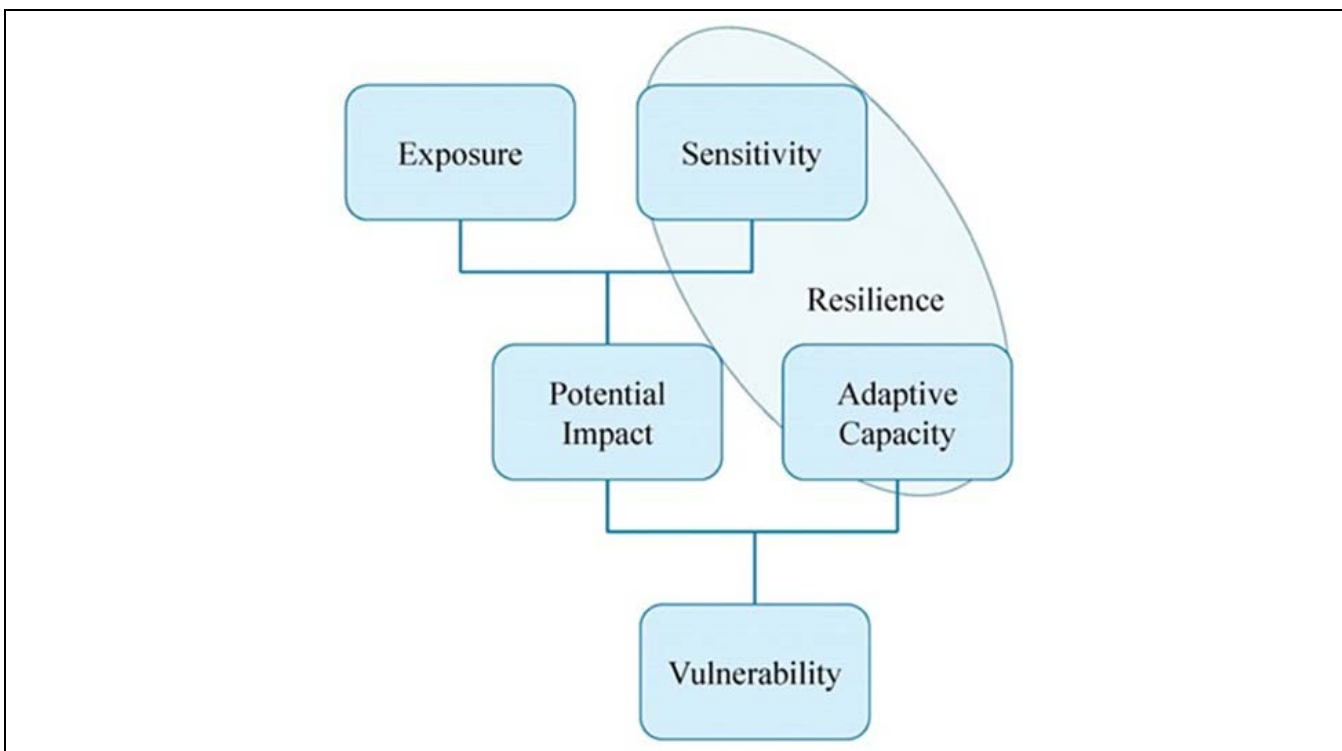 Exposure
Sensitivity
Resilience
Potential
Impact
Adaptive
Capacity
Vulnerability